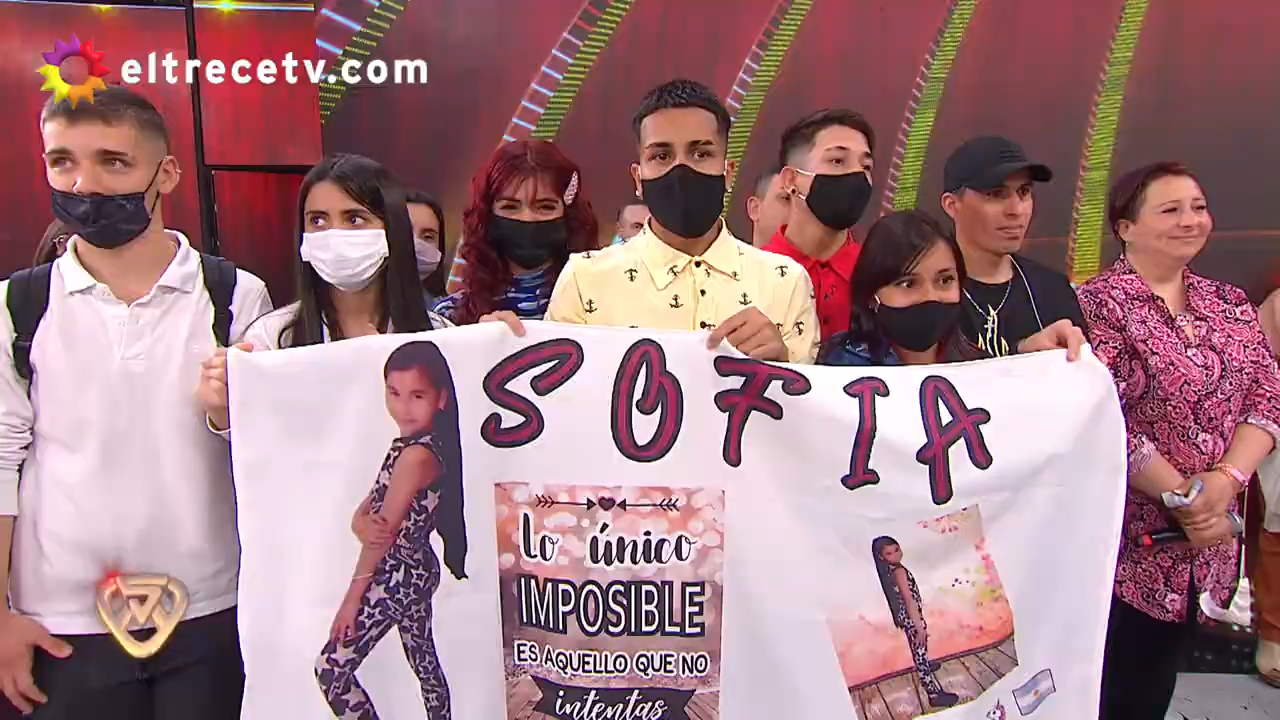 eltrecetv.com
SOFIA
Lo único
IMPOSIBLE
ES AQUELLO QUE NO
intentas